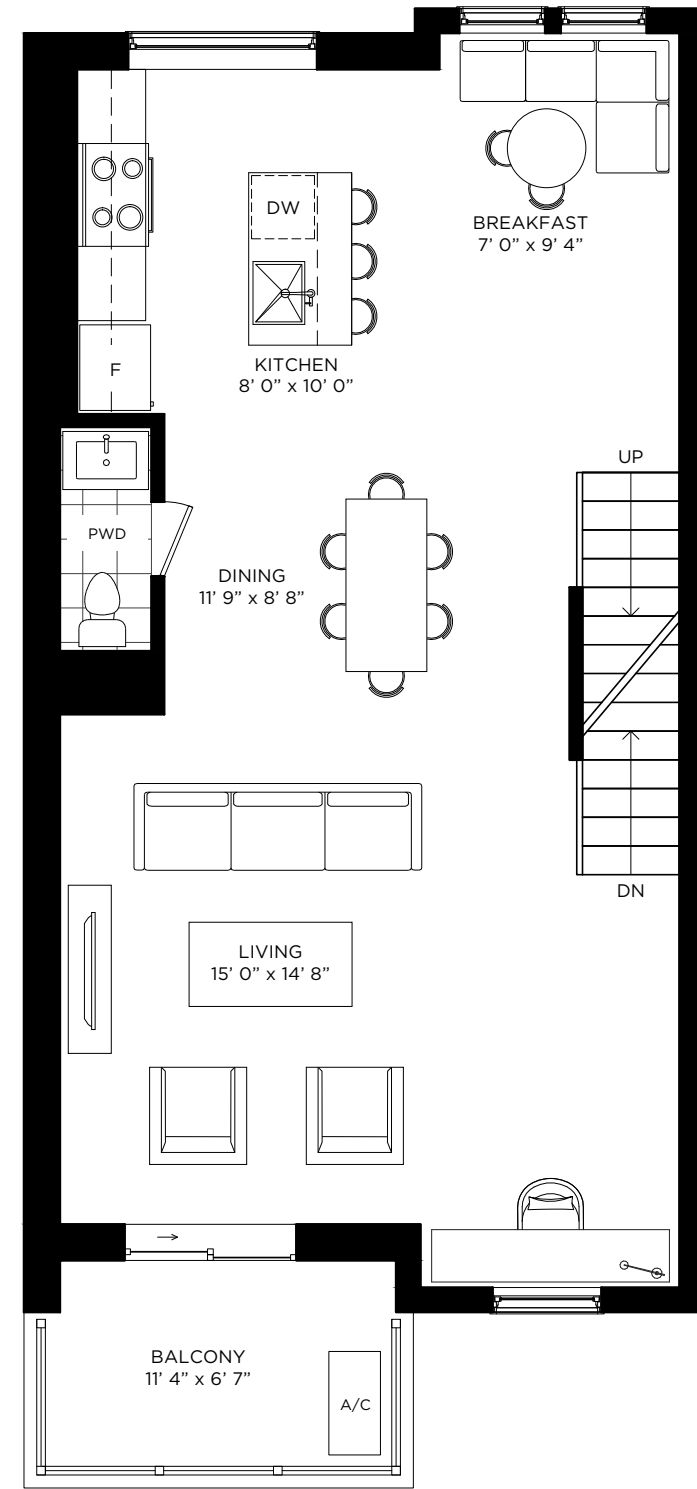 DW
BREAKFAST
7’ 0” x 9’ 4”
F
KITCHEN
8’ 0” x 10’ 0”
UP
PWD
DINING
11’ 9” x 8’ 8”
DN
LIVING
15’ 0” x 14’ 8”
BALCONY
11’ 4” x 6’ 7”
A/C